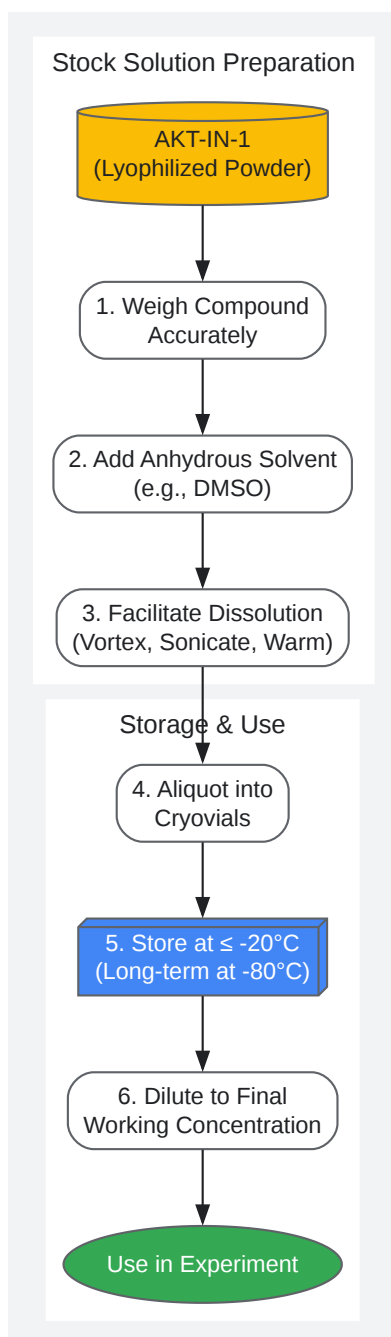 Stock Solution Preparation
AKT-IN-1
(Lyophilized Powder)
1. Weigh Compound
Accurately
2. Add Anhydrous Solvent
(e.g., DMSO)
3. Facilitate Dissolution
(Vortex, Sonicate, Warm)
Storage & Use
4. Aliquot into
Cryovials
5. Store at ≤ -20°C
(Long-term at -80°C)
6. Dilute to Final
Working Concentration
Use in Experiment